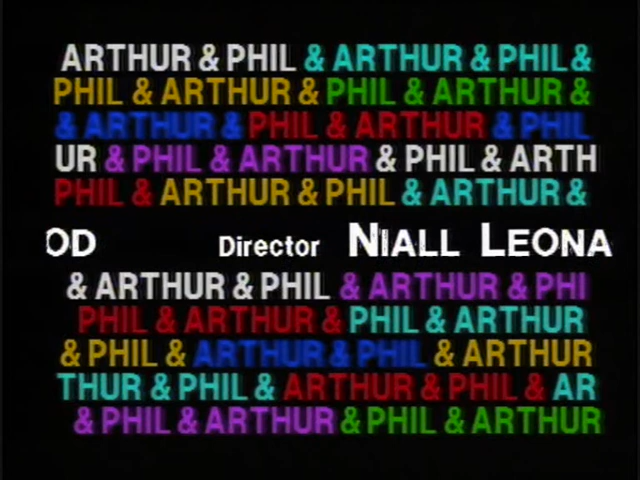 ARTHUR & PHIL & ARTHUR & PHIL &
PHIL & ARTHUR & PHIL & ARTHUR &
& ARTHUR & PHIL & ARTHUR & PHIL
UR & PHIL & ARTHUR & PHIL & ARTH
PHIL & ARTHUR & PHIL & ARTHUR &
OD Director NIALL LEONA
& ARTHUR & PHIL & ARTHUR & PHI
PHIL & ARTHUR & PHIL & ARTHUR
& PHIL & ARTHUR & PHIL & ARTHUR
THUR & PHIL & ARTHUR & PHIL & AR
& PHIL & ARTHUR & PHIL & ARTHUR